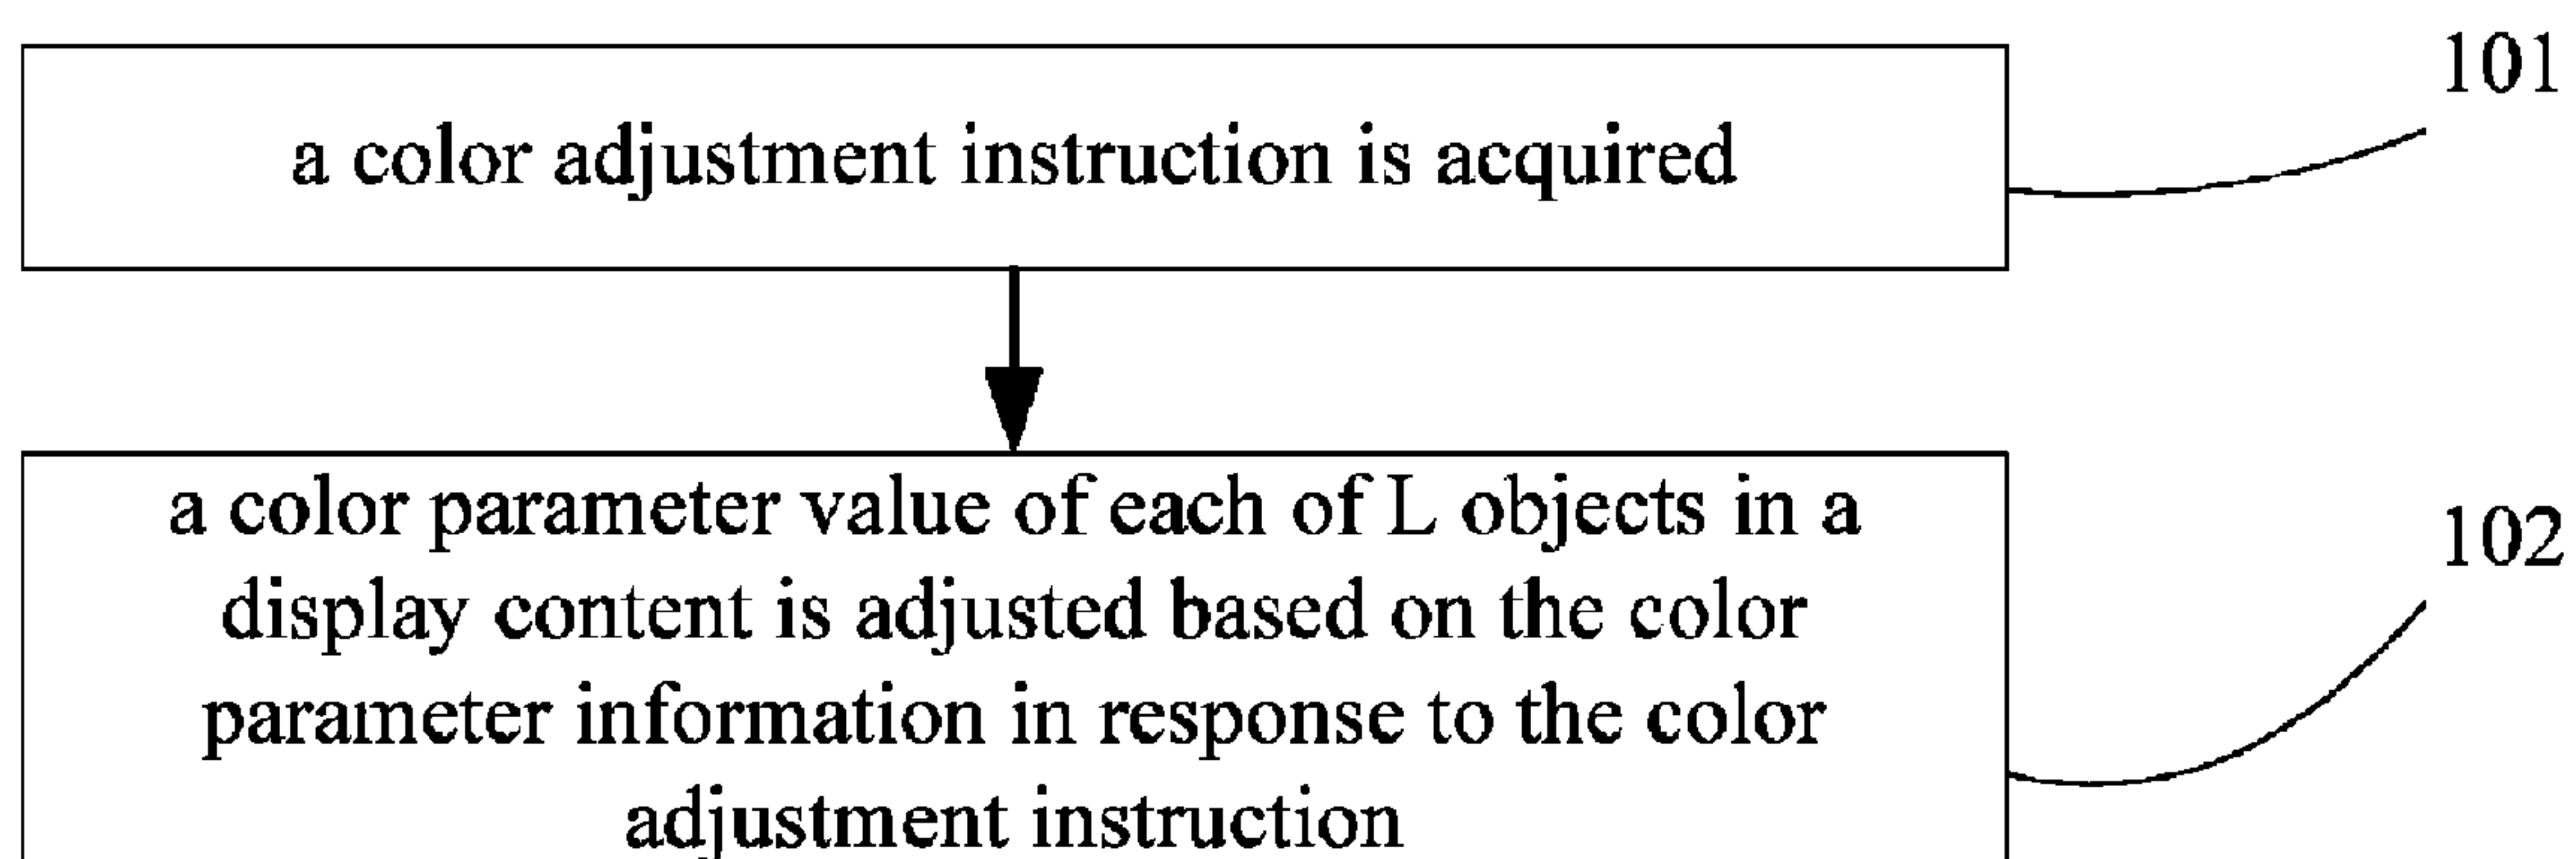 101
a color adjustment instruction is acquired
a color parameter value of each of L objects in a
102
display content is adjusted based on the color
parameter information in response to the color
adjustment instruction